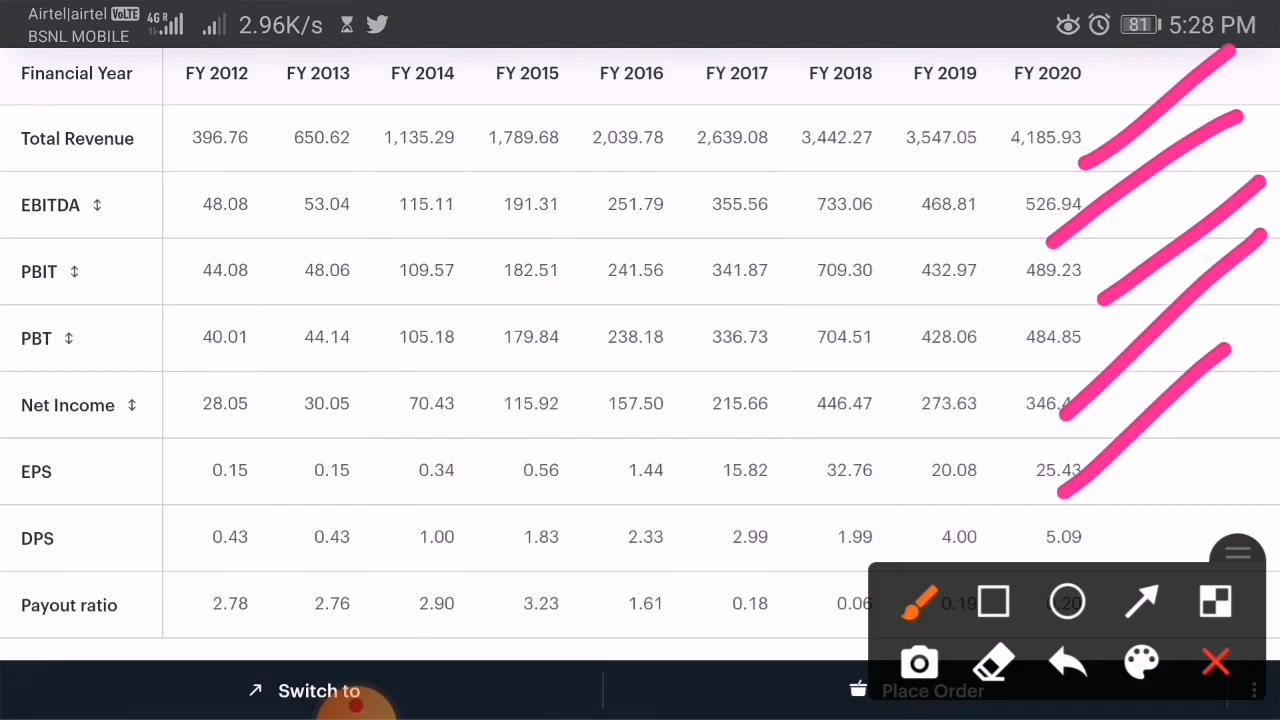 Airtel|airtel VoLTE 4G R 2.96K/s 81 5:28 PM
BSNL MOBILE
Financial Year FY 2012 FY 2013 FY 2014 FY 2015 FY 2016 FY 2017 FY 2018 FY 2019 FY 2020
Total Revenue 396.76 650.62 1,135.29 1,789.68 2,039.78 2,639.08 3,442.27 3,547.05 4,185.93
EBITDA 48.08 53.04 115.11 191.31 251.79 355.56 733.06 468.81 526.94
PBIT 44.08 48.06 109.57 182.51 241.56 341.87 709.30 432.97 489.23
PBT 40.01 44.14 105.18 179.84 238.18 336.73 704.51 428.06 484.85
Net Income 28.05 30.05 70.43 115.92 157.50 215.66 446.47 273.63
EPS 0.15 0.15 0.34 0.56 1.44 15.82 32.76 20.08 25.43
DPS 0.43 0.43 1.00 1.83 2.33 2.99 1.99 4.00 5.09
Payout ratio 2.78 2.76 2.90 3.23 1.61 0.18 0.06 0.19 0.20
Switch to Place Order